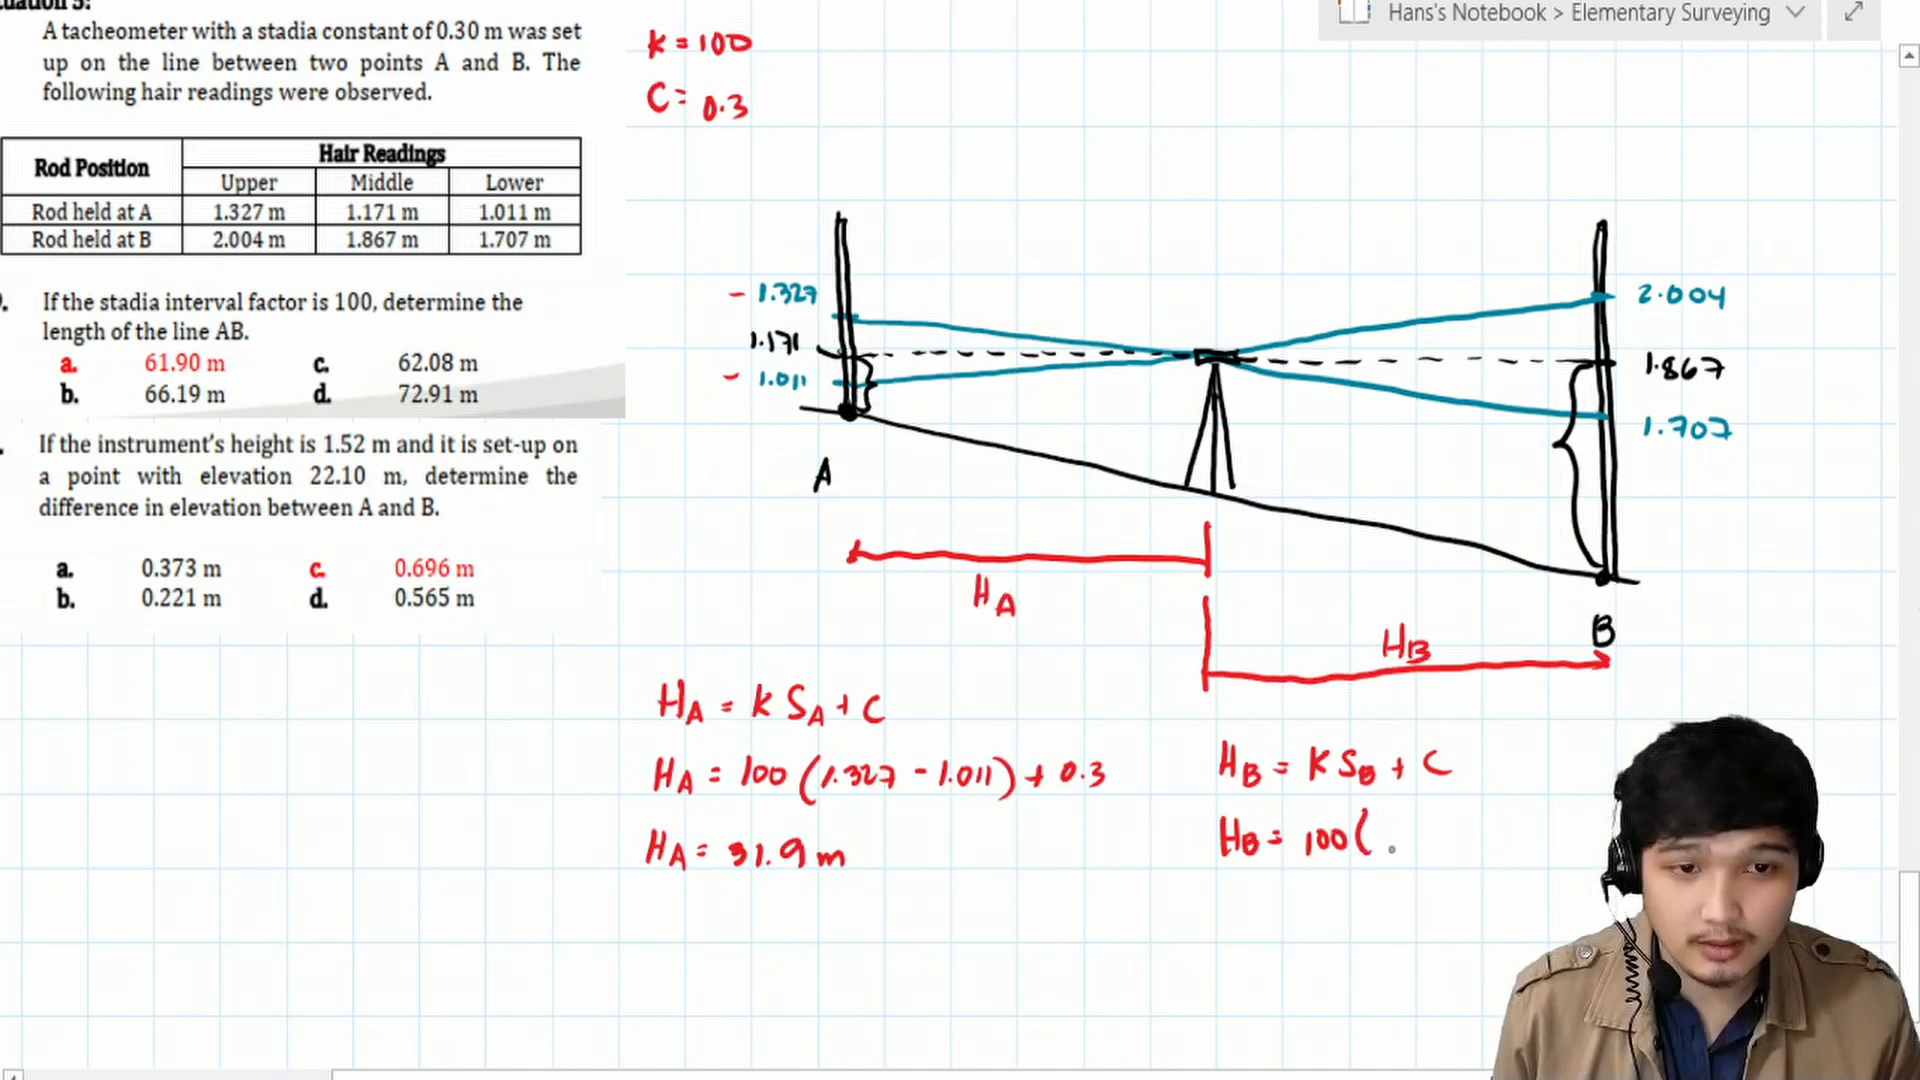 A tacheometer with a stadia constant of 0.30 m was set
up on the line between two points A and B. The
following hair readings were observed.
Rod Position
Hair Readings
Upper Middle Lower
Rod held at A 1.327 m 1.171 m 1.011 m
Rod held at B 2.004 m 1.867 m 1.707 m
If the stadia interval factor is 100, determine the
length of the line AB.
a. 61.90 m c. 62.08 m
b. 66.19 m d. 72.91 m
If the instrument's height is 1.52 m and it is set-up on
a point with elevation 22.10 m, determine the
difference in elevation between A and B.
a. 0.373 m c. 0.696 m
b. 0.221 m d. 0.565 m
Hans's Notebook > Elementary Surveying
K = 100
C = 0.3
- 1.327
1.171
- 1.011
2.004
1.867
1.707
A
B
HA
HB
HA = K SA + C
HA = 100 (1.327 - 1.011) + 0.3
HA = 31.9 m
HB = K SB + C
HB = 100 (